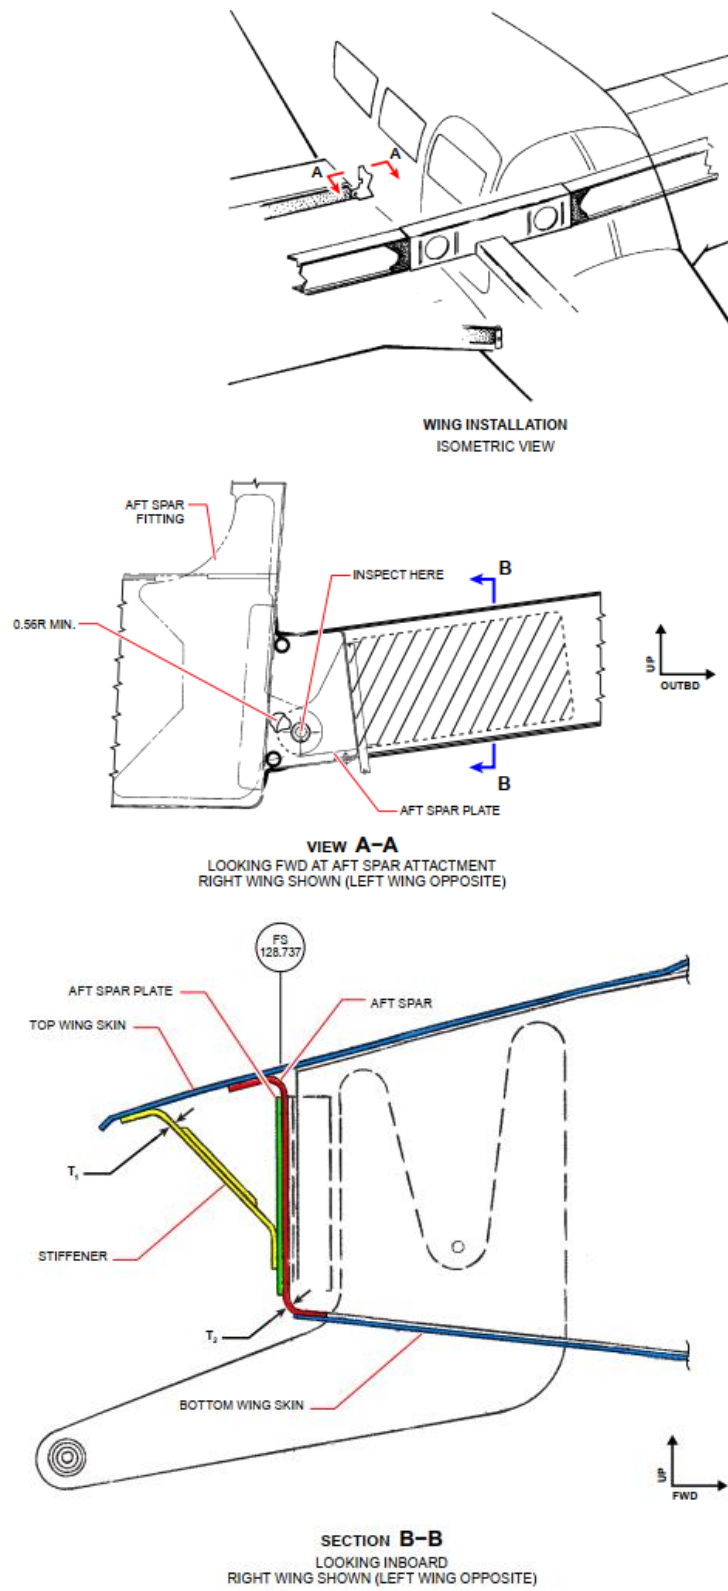 A
A
WING INSTALLATION
ISOMETRIC VIEW
AFT SPAR
FITTING
INSPECT HERE
B
0.56R MIN.
UP
OUTBD
B
AFT SPAR PLATE
VIEW A-A
LOOKING FWD AT AFT SPAR ATTACTMENT
RIGHT WING SHOWN (LEFT WING OPPOSITE)
FS
128.737
AFT SPAR PLATE
AFT SPAR
TOP WING SKIN
T1
STIFFENER
T2
BOTTOM WING SKIN
UP
FWD
SECTION B-B
LOOKING INBOARD
RIGHT WING SHOWN (LEFT WING OPPOSITE)